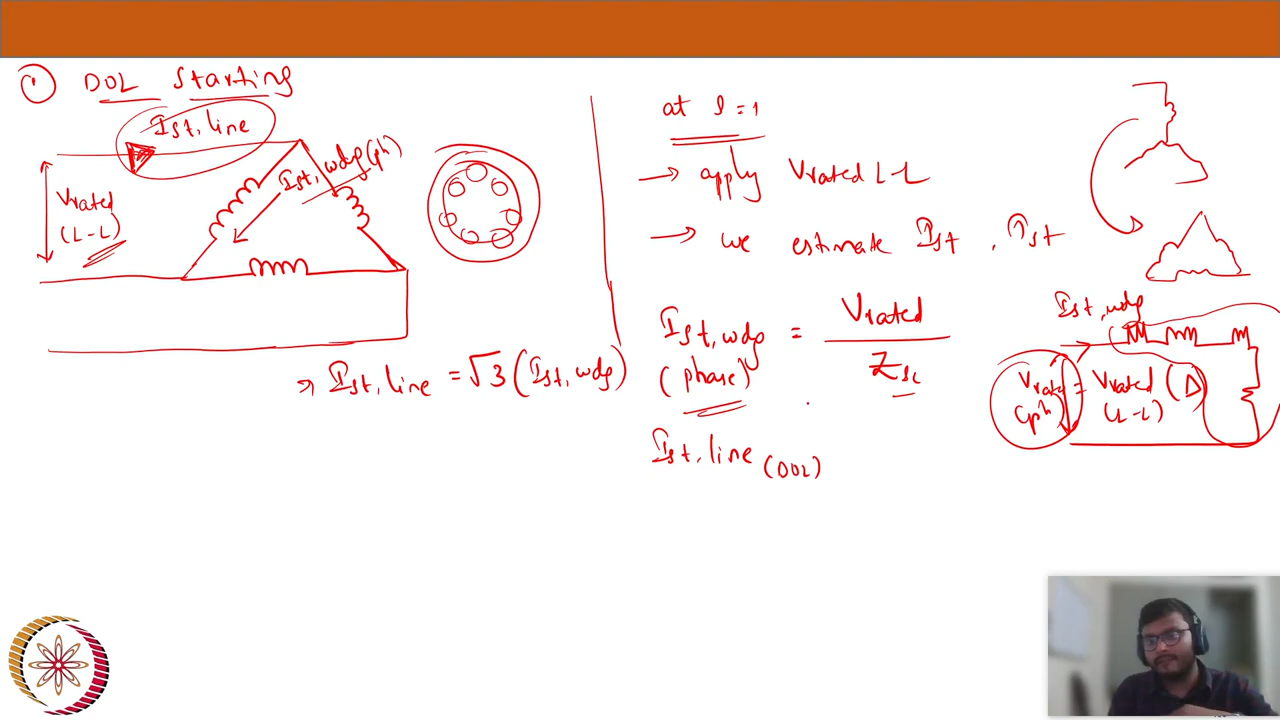 ① DOL Starting
Ist, line
Ist, wdg (ph)
Vrated
(L-L)
⇒ Ist, line = √3 (Ist, wdg)
at s = 1
→ apply Vrated L-L
→ we estimate Ist , Tst
Ist, wdg = Vrated / Zsc
(phase)
Ist, line (DOL)
Ist, wdg
Vrated = Vrated (Δ)
(ph) (L-L)